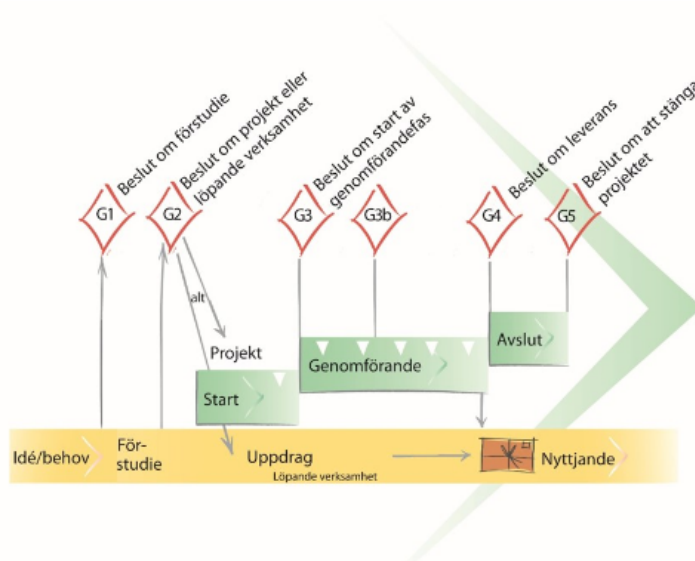 Beslut om förstudie
Beslut om projekt eller
löpande verksamhet
Beslut om start av
genomförandefas
Beslut om leverans
Beslut om att stänga
projektet
G1
G2
G3
G3b
G4
G5
alt
Projekt
Start
Genomförande
Avslut
Idé/behov
För-
studie
Uppdrag
Löpande verksamhet
Nyttjande